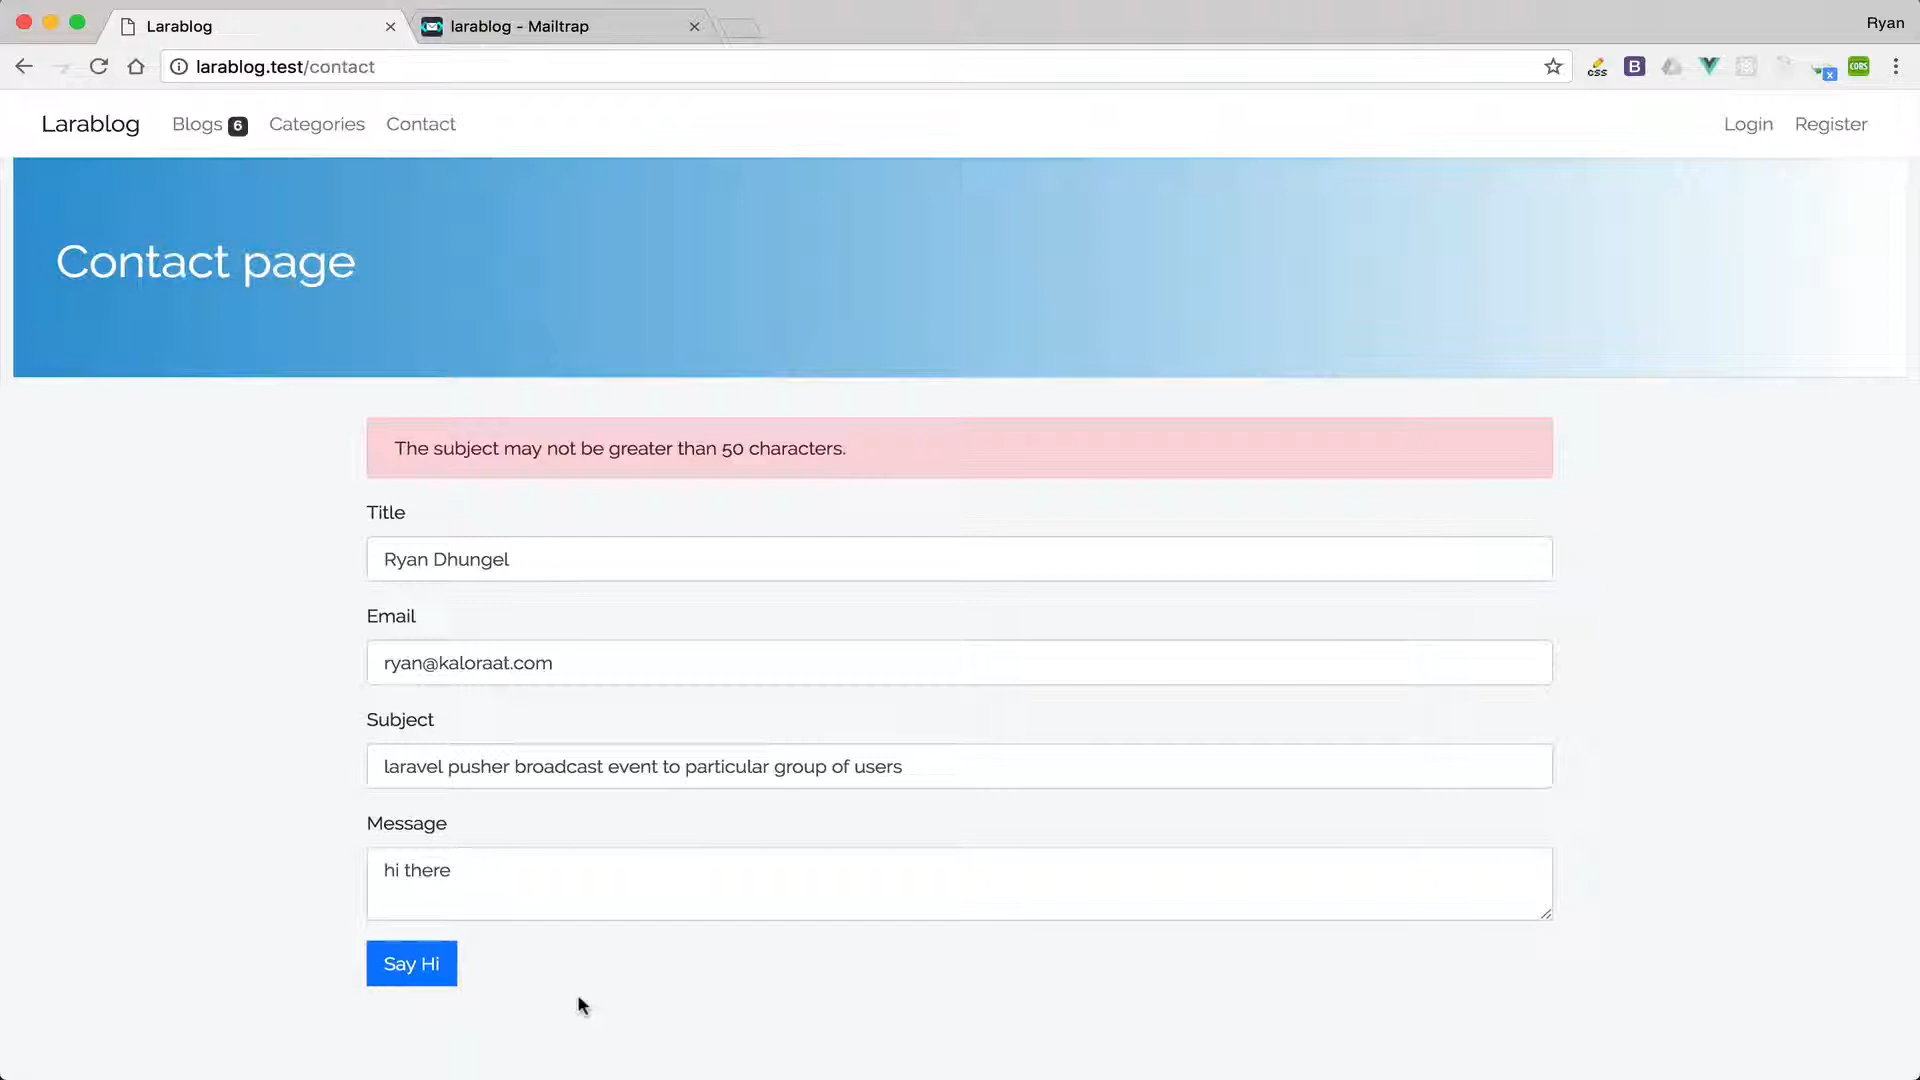 Larablog
larablog - Mailtrap
Ryan
larablog.test/contact
css
B
CORS
x
Larablog
Blogs 6
Categories
Contact
Login
Register
Contact page
The subject may not be greater than 50 characters.
Title
Ryan Dhungel
Email
ryan@kaloraat.com
Subject
laravel pusher broadcast event to particular group of users
Message
hi there
Say Hi